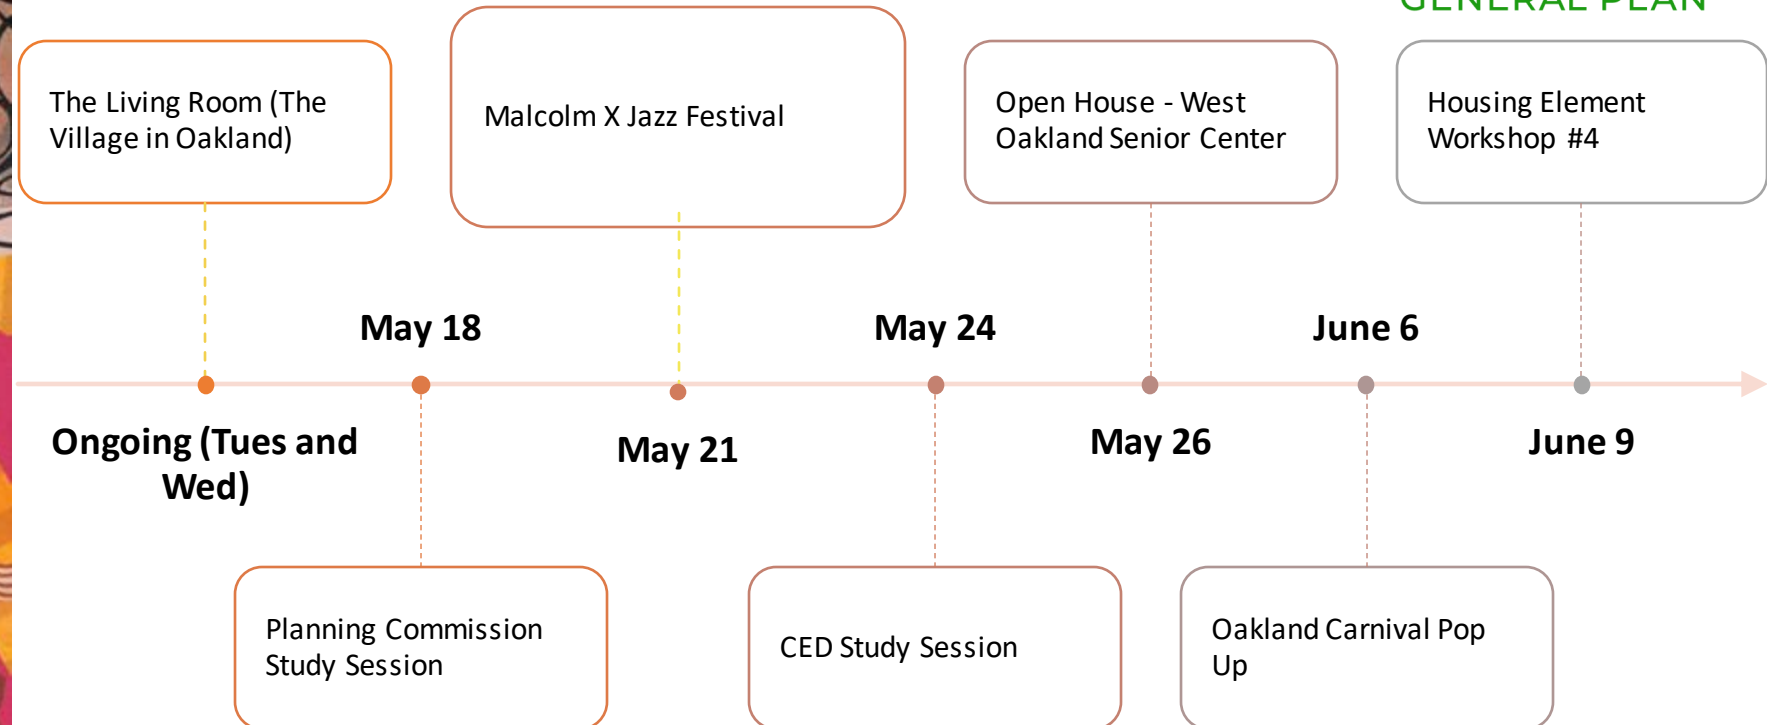 GENERAL PLAN
The Living Room (The
Village in Oakland)
Malcolm X Jazz Festival
Open House - West
Oakland Senior Center
Housing Element
Workshop #4
May 18
May 24
June 6
Ongoing (Tues and
Wed)
May 21
May 26
June 9
Planning Commission
Study Session
CED Study Session
Oakland Carnival Pop
Up